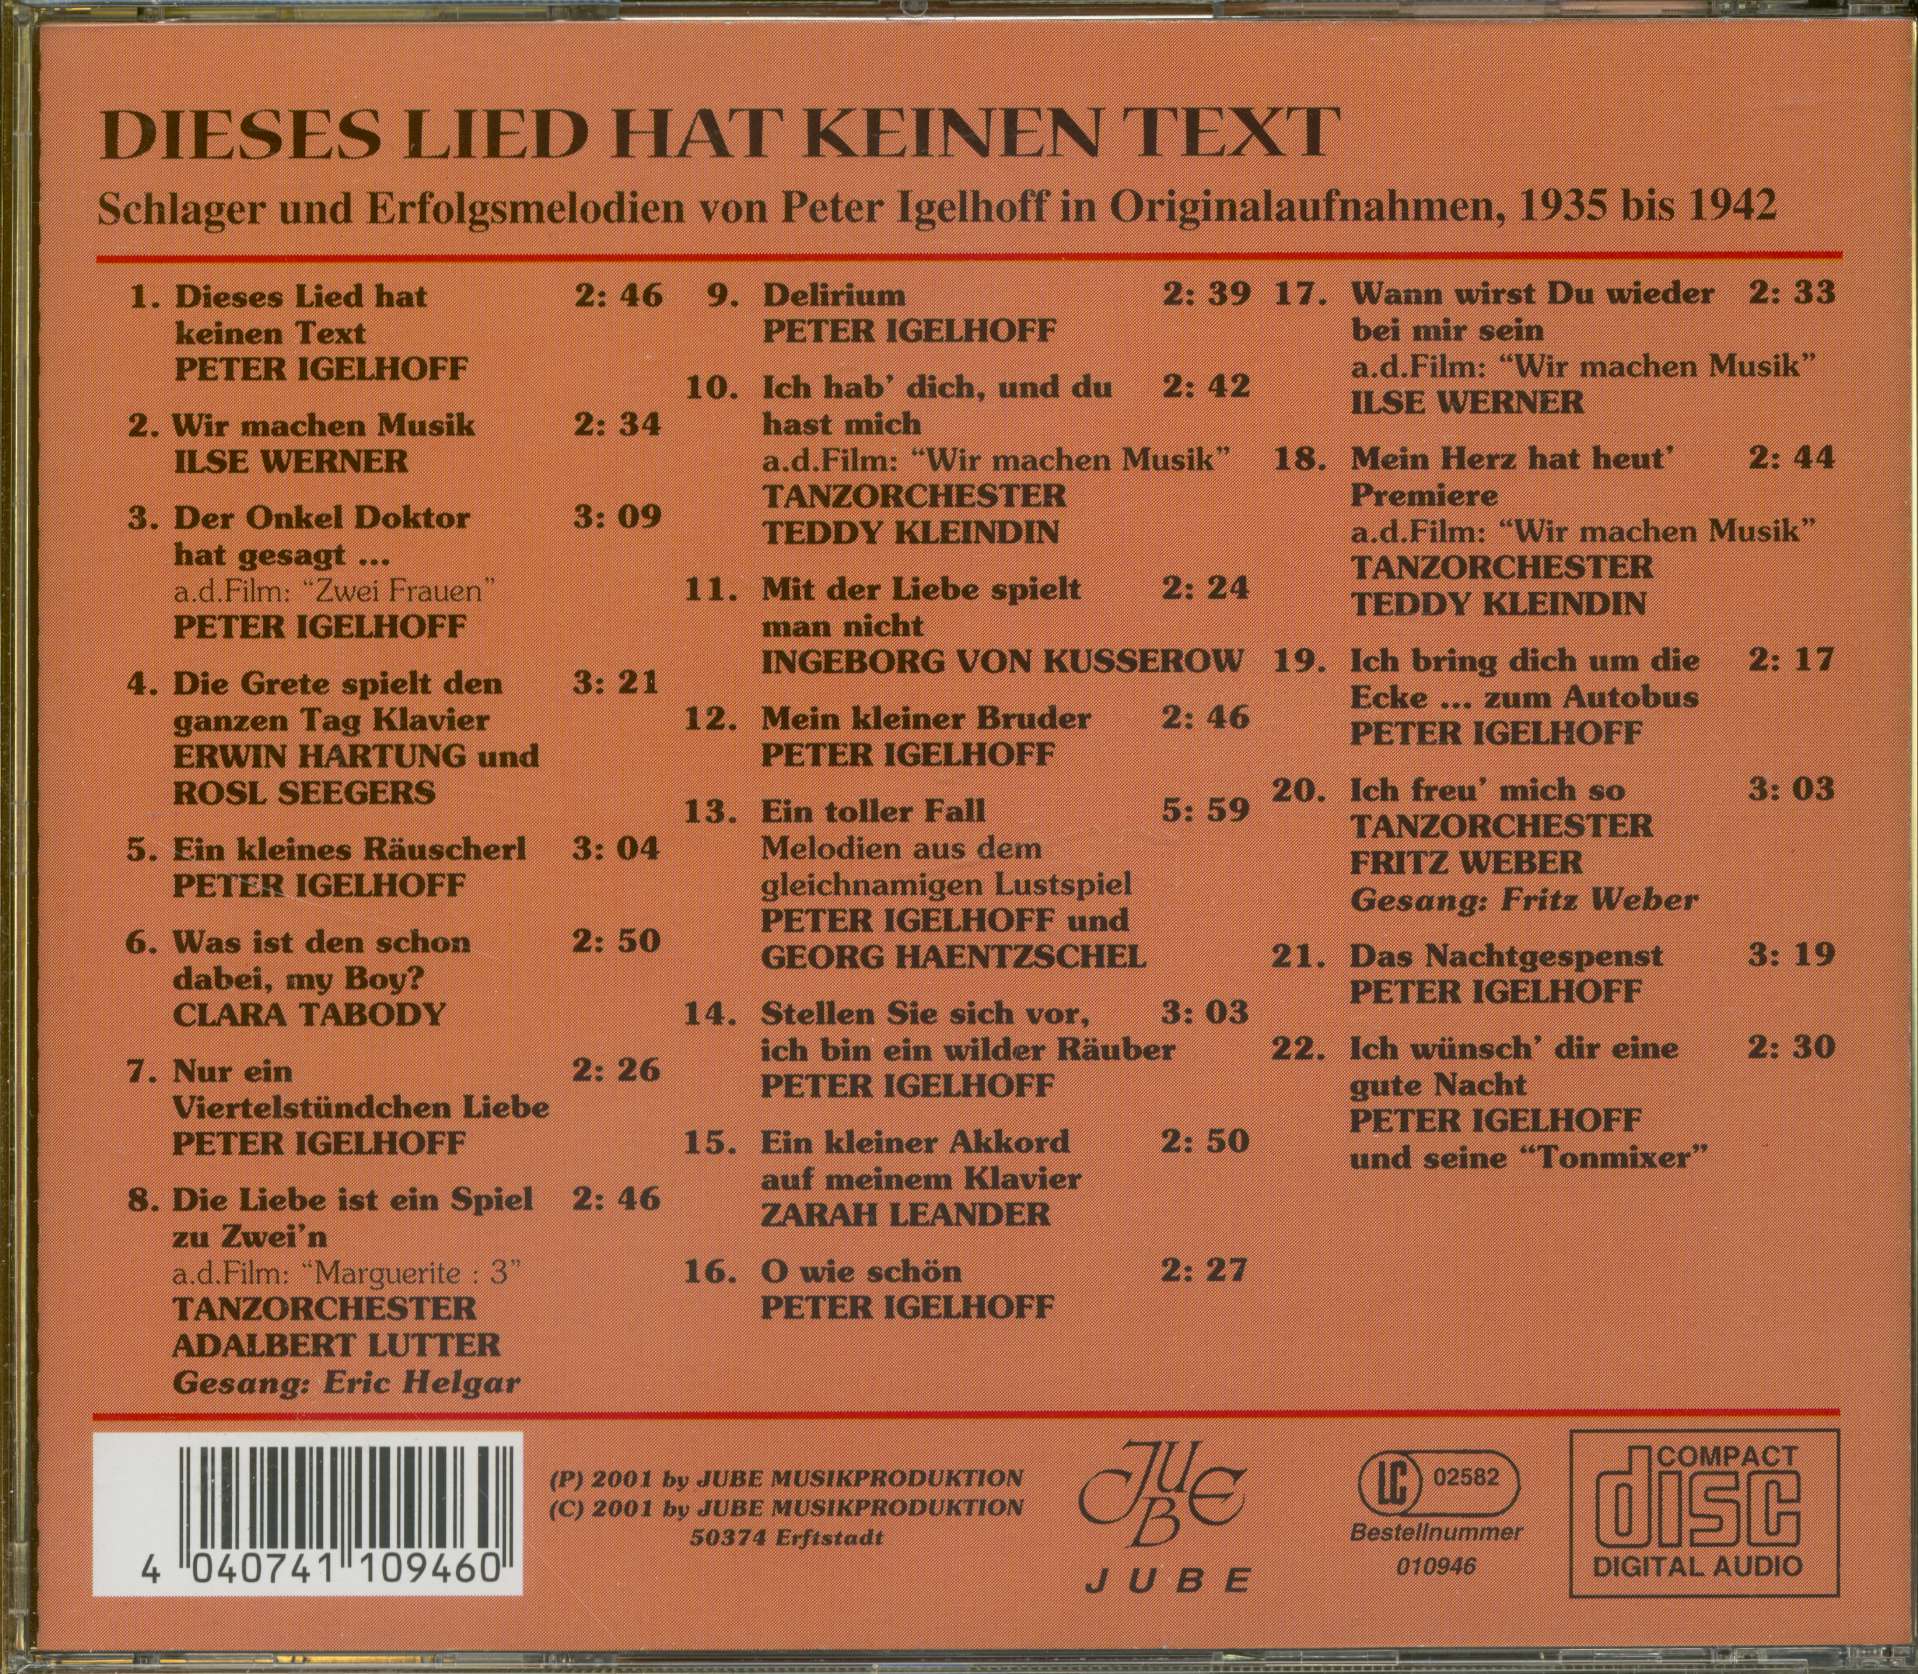 DIESES LIED HAT KEINEN TEXT
Schlager und Erfolgsmelodien von Peter Igelhoff in Originalaufnahmen, 1935 bis 1942
1. Dieses Lied hat 2: 46
keinen Text
PETER IGELHOFF
2. Wir machen Musik 2: 34
ILSE WERNER
3. Der Onkel Doktor 3: 09
hat gesagt ...
a.d.Film: “Zwei Frauen”
PETER IGELHOFF
4. Die Grete spielt den 3: 21
ganzen Tag Klavier
ERWIN HARTUNG und
ROSL SEEGERS
5. Ein kleines Räuscherl 3: 04
PETER IGELHOFF
6. Was ist den schon 2: 50
dabei, my Boy?
CLARA TABODY
7. Nur ein 2: 26
Viertelstündchen Liebe
PETER IGELHOFF
8. Die Liebe ist ein Spiel 2: 46
zu Zwei’n
a.d.Film: “Marguerite : 3”
TANZORCHESTER
ADALBERT LUTTER
Gesang: Eric Helgar
9. Delirium 2: 39
PETER IGELHOFF
10. Ich hab’ dich, und du 2: 42
hast mich
a.d.Film: “Wir machen Musik”
TANZORCHESTER
TEDDY KLEINDIN
11. Mit der Liebe spielt 2: 24
man nicht
INGEBORG VON KUSSEROW
12. Mein kleiner Bruder 2: 46
PETER IGELHOFF
13. Ein toller Fall 5: 59
Melodien aus dem
gleichnamigen Lustspiel
PETER IGELHOFF und
GEORG HAENTZSCHEL
14. Stellen Sie sich vor, 3: 03
ich bin ein wilder Räuber
PETER IGELHOFF
15. Ein kleiner Akkord 2: 50
auf meinem Klavier
ZARAH LEANDER
16. O wie schön 2: 27
PETER IGELHOFF
17. Wann wirst Du wieder 2: 33
bei mir sein
a.d.Film: “Wir machen Musik”
ILSE WERNER
18. Mein Herz hat heut’ 2: 44
Premiere
a.d.Film: “Wir machen Musik”
TANZORCHESTER
TEDDY KLEINDIN
19. Ich bring dich um die 2: 17
Ecke ... zum Autobus
PETER IGELHOFF
20. Ich freu’ mich so 3: 03
TANZORCHESTER
FRITZ WEBER
Gesang: Fritz Weber
21. Das Nachtgespenst 3: 19
PETER IGELHOFF
22. Ich wünsch’ dir eine 2: 30
gute Nacht
PETER IGELHOFF
und seine “Tonmixer”
4 040741 109460
(P) 2001 by JUBE MUSIKPRODUKTION
(C) 2001 by JUBE MUSIKPRODUKTION
50374 Erftstadt
JUBE
JUBE
LC 02582
Bestellnummer
010946
COMPACT
disc
DIGITAL AUDIO